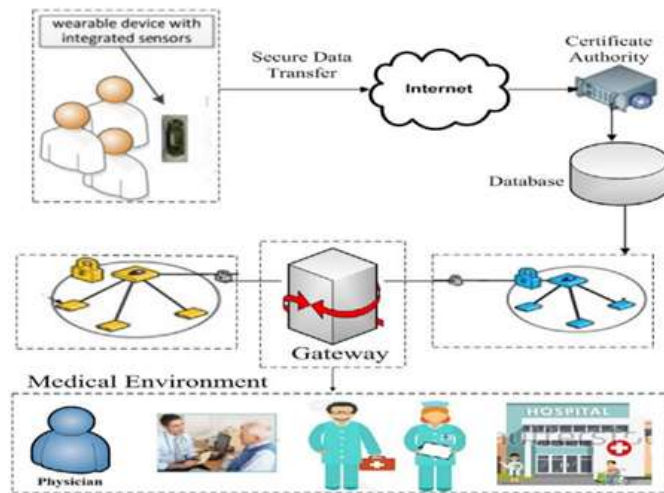 wearable device with
integrated sensors
Secure Data
Transfer
Internet
Certificate
Authority
Database
Gateway
Medical Environment
HOSPITAL
Physician